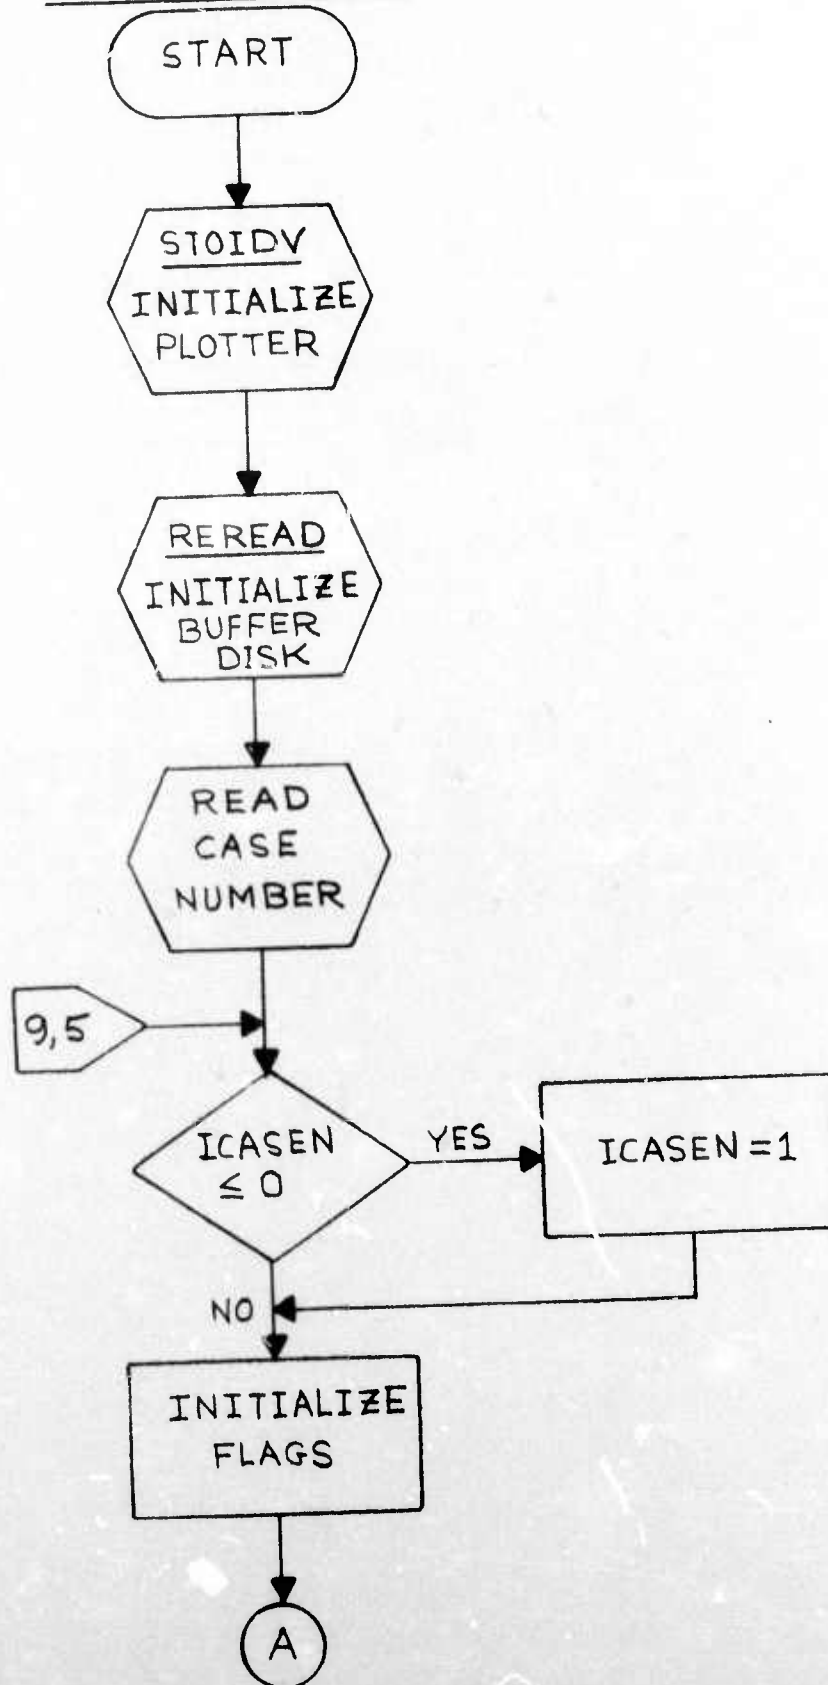 START
STOIDV
INITIALIZE
PLOTTER
REREAD
INITIALIZE
BUFFER
DISK
READ
CASE
NUMBER
9,5
ICASEN
≤ 0
YES
ICASEN = 1
NO
INITIALIZE
FLAGS
A